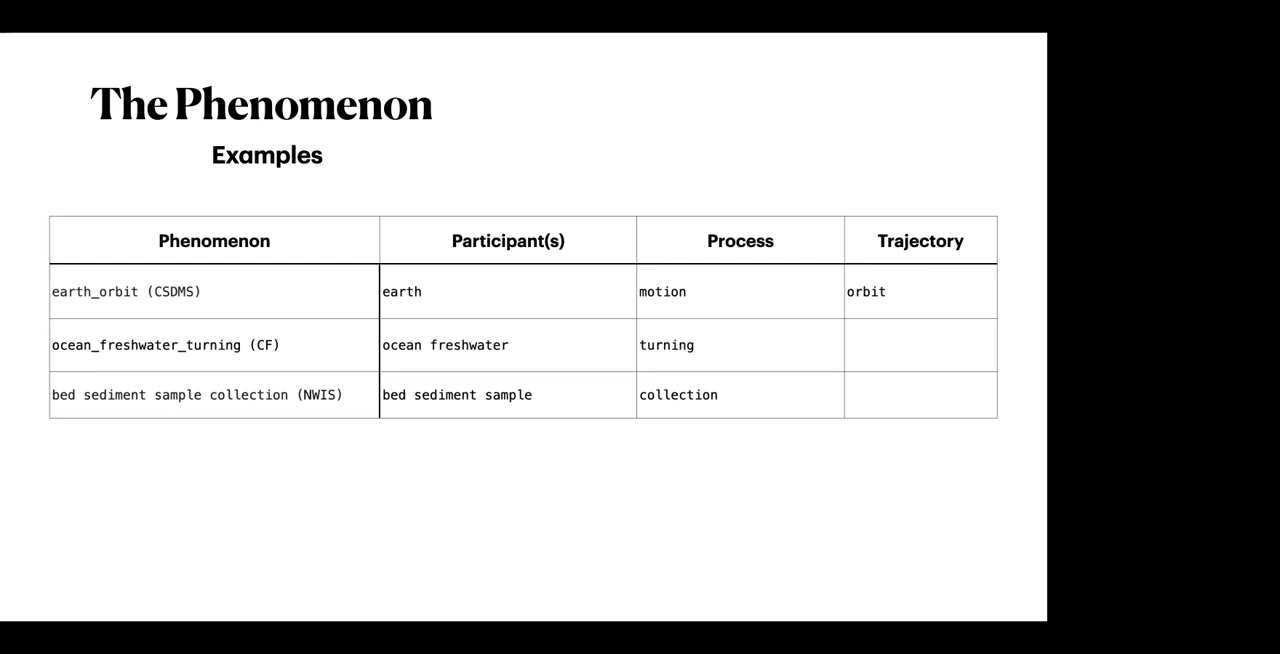 The Phenomenon
Examples
Phenomenon Participant(s) Process Trajectory
earth_orbit (CSDMS) earth motion orbit
ocean_freshwater_turning (CF) ocean freshwater turning
bed sediment sample collection (NWIS) bed sediment sample collection